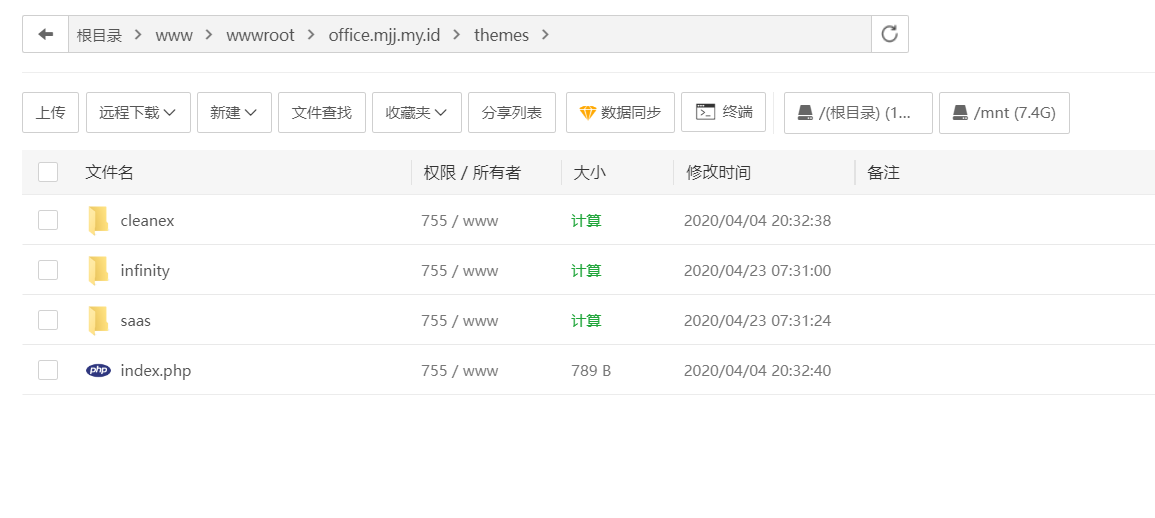 根目录 > www > wwwroot > office.mjj.my.id > themes >
上传 远程下载 新建 文件查找 收藏夹 分享列表 数据同步 终端 /(根目录) (1... /mnt (7.4G)
文件名 权限 / 所有者 大小 修改时间 备注
cleanex 755 / www 计算 2020/04/04 20:32:38
infinity 755 / www 计算 2020/04/23 07:31:00
saas 755 / www 计算 2020/04/23 07:31:24
php index.php 755 / www 789 B 2020/04/04 20:32:40